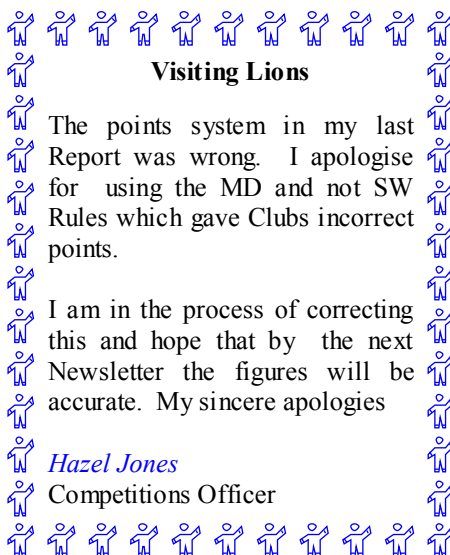 Visiting Lions
The points system in my last
Report was wrong. I apologise
for using the MD and not SW
Rules which gave Clubs incorrect
points.
I am in the process of correcting
this and hope that by the next
Newsletter the figures will be
accurate. My sincere apologies
Hazel Jones
Competitions Officer